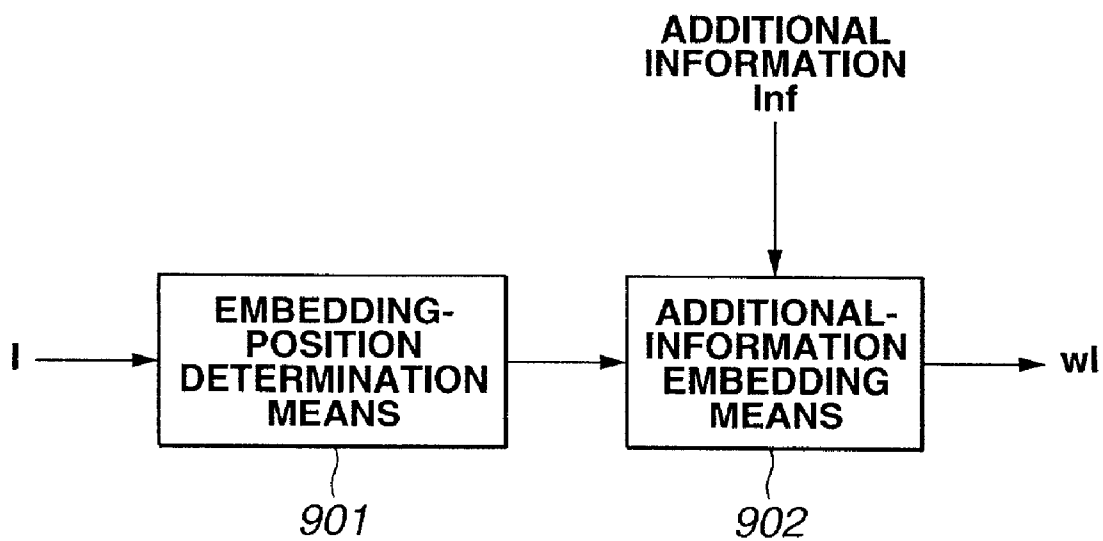 ADDITIONAL
INFORMATION
Inf
I
EMBEDDING-
POSITION
DETERMINATION
MEANS
ADDITIONAL-
INFORMATION
EMBEDDING
MEANS
wI
901
902